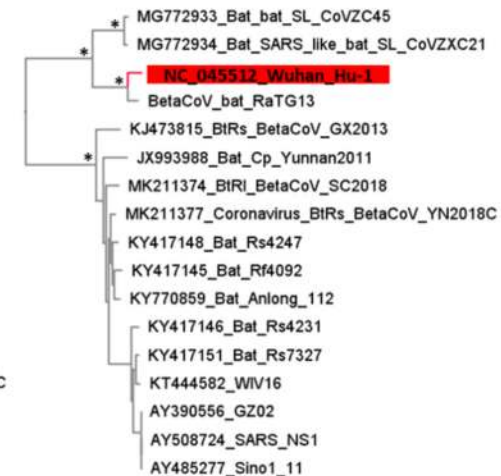 MG772933_Bat_bat_SL_CoVZC45
*
MG772934_Bat_SARS_like_bat_SL_CoVZXC21
*
NC_045512_Wuhan_Hu-1
*
BetaCoV_bat_RaTG13
KJ473815_BtRs_BetaCoV_GX2013
*
JX993988_Bat_Cp_Yunnan2011
MK211374_BtRl_BetaCoV_SC2018
MK211377_Coronavirus_BtRs_BetaCoV_YN2018C
KY417148_Bat_Rs4247
KY417145_Bat_Rf4092
KY770859_Bat_Anlong_112
KY417146_Bat_Rs4231
KY417151_Bat_Rs7327
C
KT444582_WIV16
AY390556_GZ02
AY508724_SARS_NS1
AY485277_Sino1_11